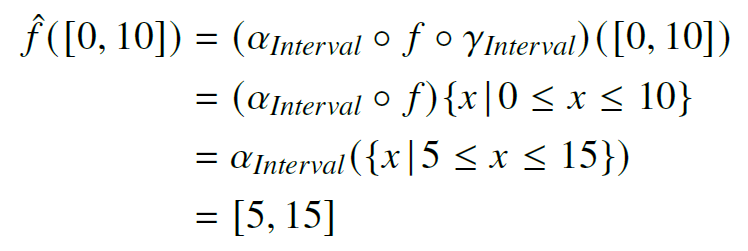 f̂([0, 10]) = (α_Interval ∘ f ∘ γ_Interval)([0, 10])
= (α_Interval ∘ f){x|0 ≤ x ≤ 10}
= α_Interval({x|5 ≤ x ≤ 15})
= [5, 15]